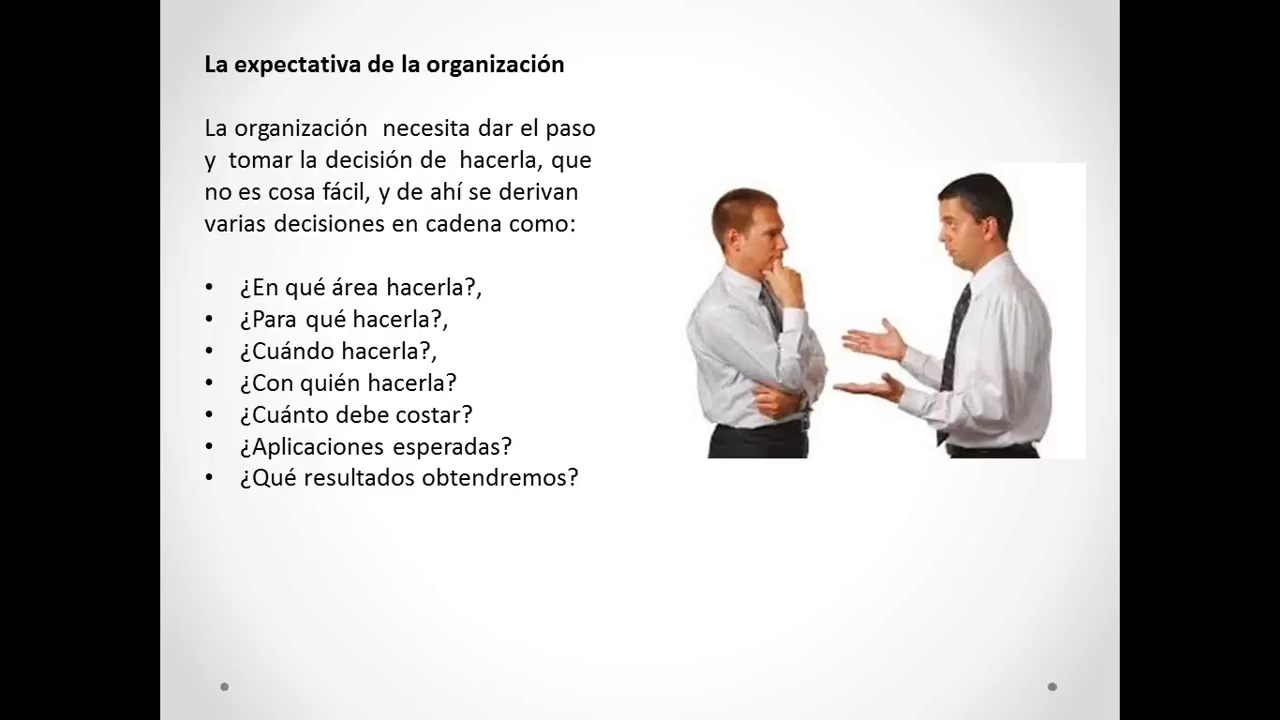 La expectativa de la organización
La organización necesita dar el paso
y tomar la decisión de hacerla, que
no es cosa fácil, y de ahí se derivan
varias decisiones en cadena como:
• ¿En qué área hacerla?,
• ¿Para qué hacerla?,
• ¿Cuándo hacerla?,
• ¿Con quién hacerla?
• ¿Cuánto debe costar?
• ¿Aplicaciones esperadas?
• ¿Qué resultados obtendremos?